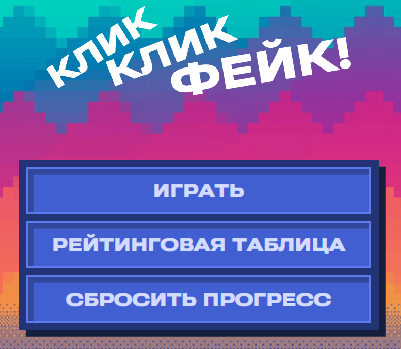 КЛИК
КЛИК
ФЕЙК!
ИГРАТЬ
РЕЙТИНГОВАЯ ТАБЛИЦА
СБРОСИТЬ ПРОГРЕСС